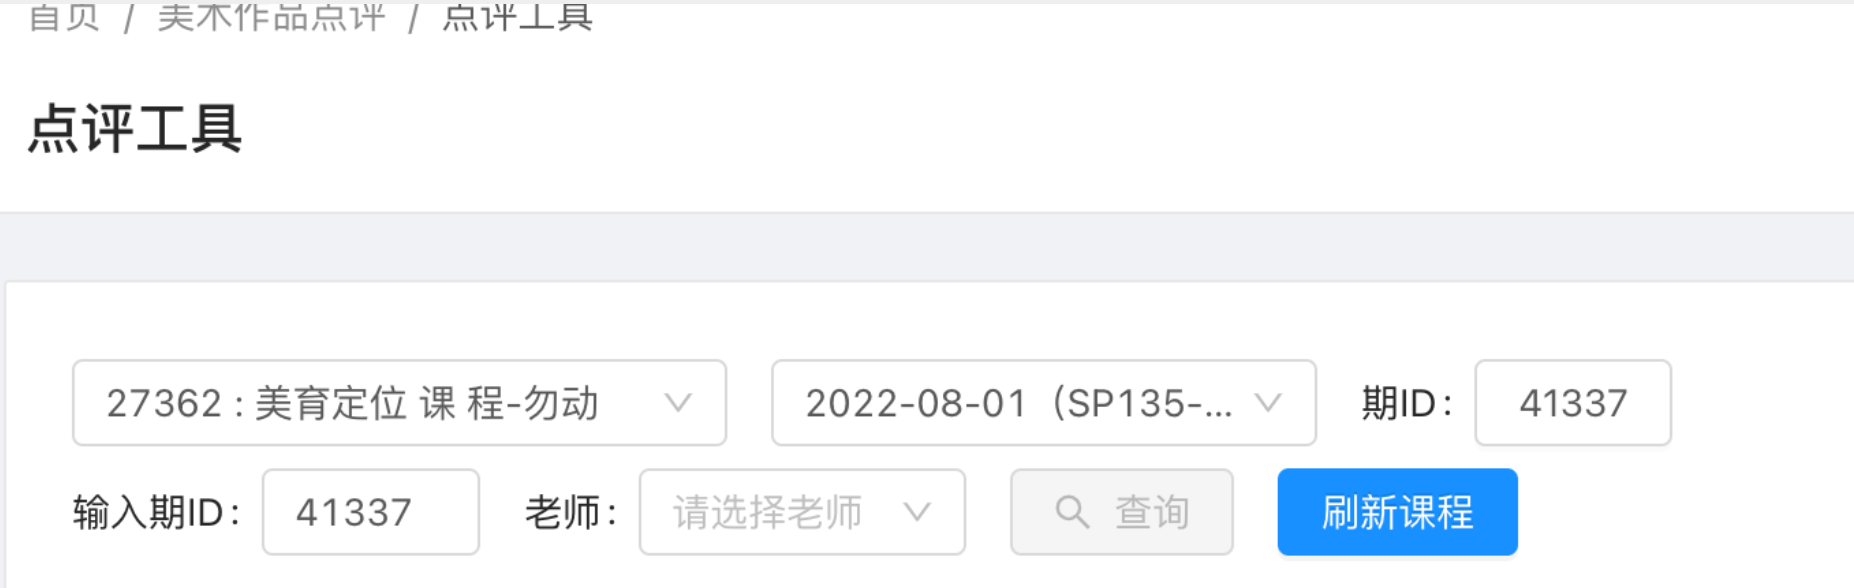 首页 / 美术作品点评 / 点评工具
点评工具
27362 : 美育定位 课 程-勿动 2022-08-01（SP135-... 期ID： 41337
输入期ID： 41337 老师： 请选择老师 查询 刷新课程